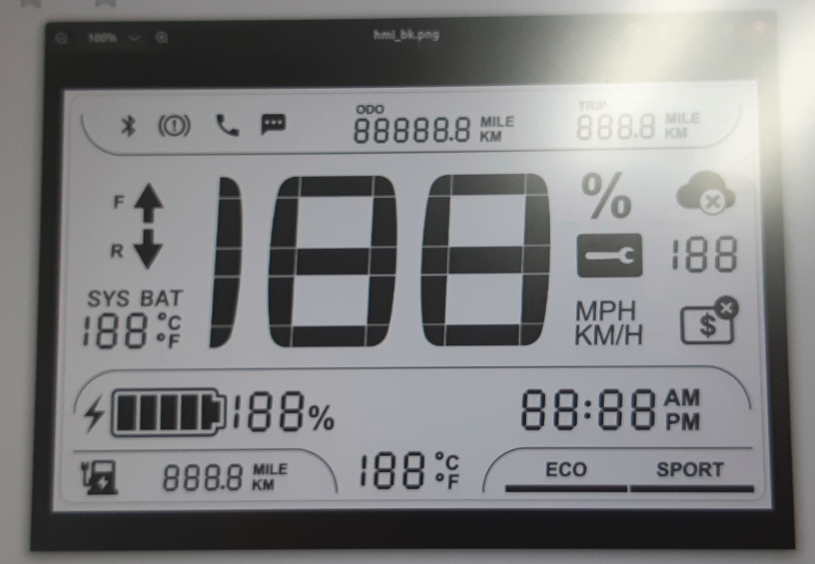 100%
hmi_bk.png
ODO
88888.8 MILE
KM
TRIP
888.8 MILE
KM
F
R
SYS BAT
188 °C
°F
188
%
188
MPH
KM/H
$
188%
88:88 AM
PM
888.8 MILE
KM
188 °C
°F
ECO
SPORT